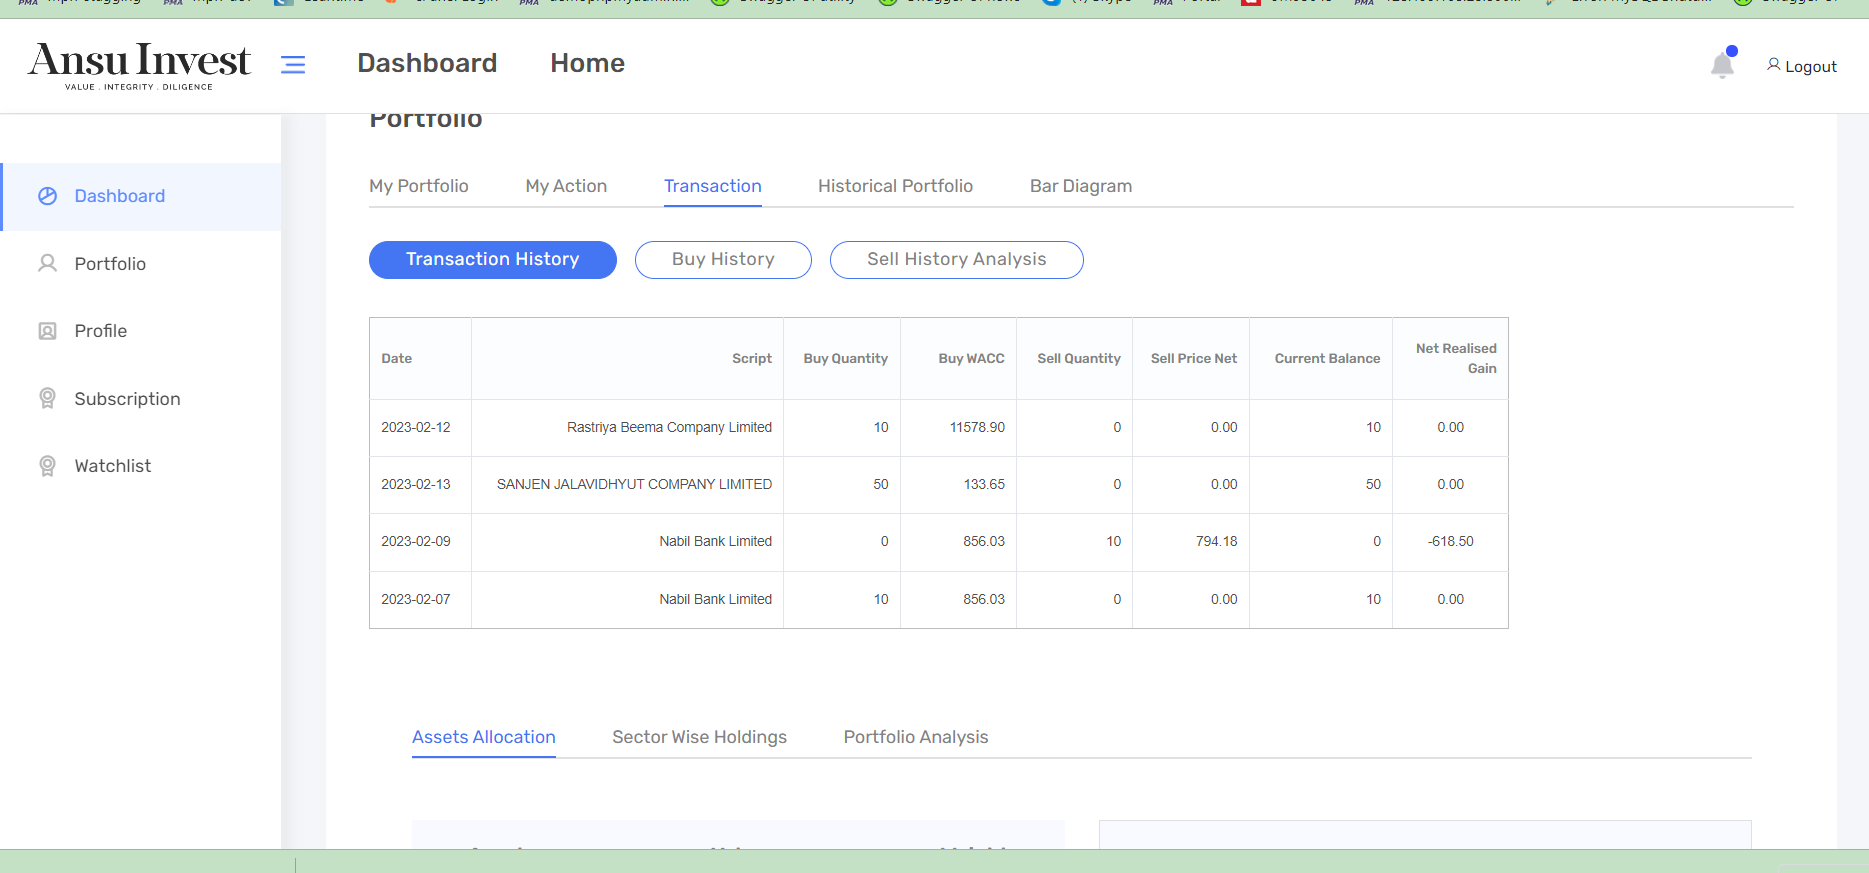 Ansu Invest
VALUE . INTEGRITY . DILIGENCE
Dashboard Home
Logout
Dashboard
Portfolio
Profile
Subscription
Watchlist
Portfolio
My Portfolio My Action Transaction Historical Portfolio Bar Diagram
Transaction History Buy History Sell History Analysis
Date Script Buy Quantity Buy WACC Sell Quantity Sell Price Net Current Balance Net Realised Gain
2023-02-12 Rastriya Beema Company Limited 10 11578.90 0 0.00 10 0.00
2023-02-13 SANJEN JALAVIDHYUT COMPANY LIMITED 50 133.65 0 0.00 50 0.00
2023-02-09 Nabil Bank Limited 0 856.03 10 794.18 0 -618.50
2023-02-07 Nabil Bank Limited 10 856.03 0 0.00 10 0.00
Assets Allocation Sector Wise Holdings Portfolio Analysis